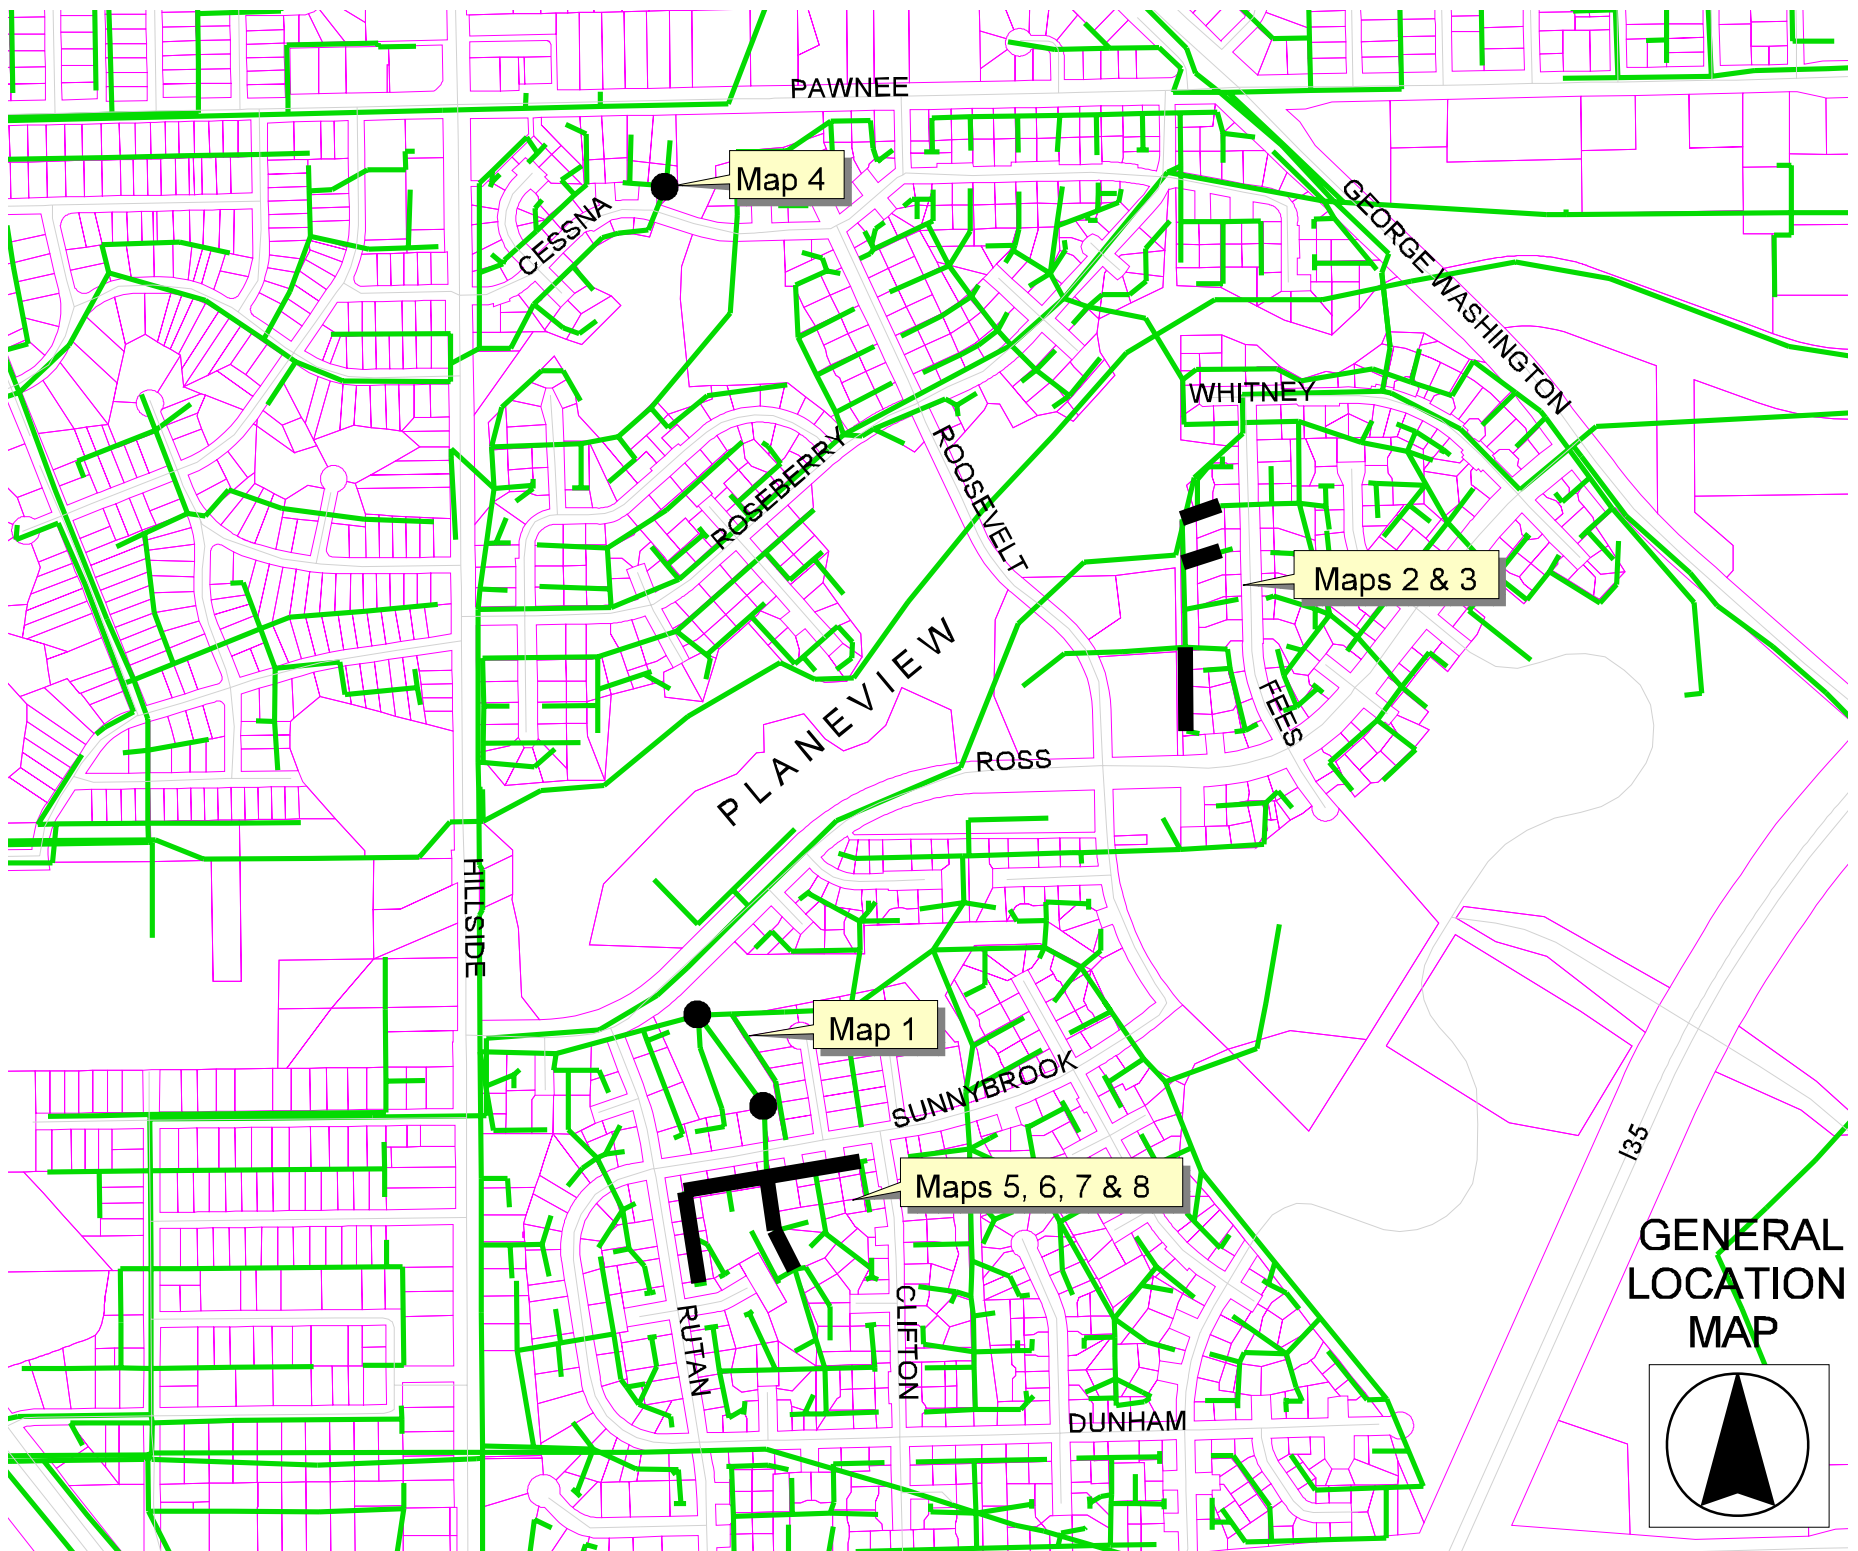 PAWNEE
Map 4
CESSNA
GEORGE WASHINGTON
WHITNEY
ROSEBERRY
ROOSEVELT
Maps 2 & 3
PLANEVIEW
FEES
ROSS
HILLSIDE
Map 1
SUNNYBROOK
I35
Maps 5, 6, 7 & 8
GENERAL
LOCATION
MAP
RUTAN
CLIFTON
DUNHAM